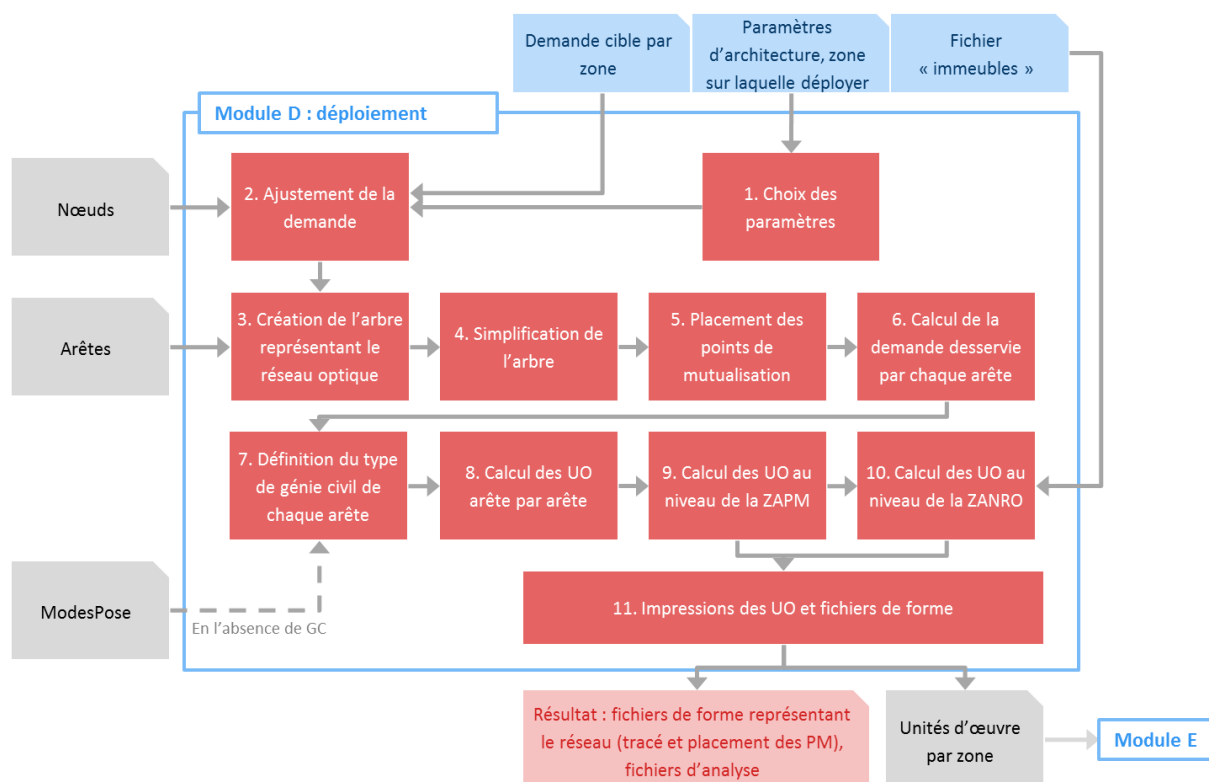 Demande cible par
zone
Paramètres
d’architecture, zone
sur laquelle déployer
Fichier
« immeubles »
Module D : déploiement
Nœuds
2. Ajustement de la
demande
1. Choix des
paramètres
Arêtes
3. Création de l’arbre
représentant le
réseau optique
4. Simplification de
l’arbre
5. Placement des
points de
mutualisation
6. Calcul de la
demande desservie
par chaque arête
7. Définition du type
de génie civil de
chaque arête
8. Calcul des UO
arête par arête
9. Calcul des UO au
niveau de la ZAPM
10. Calcul des UO au
niveau de la ZANRO
ModesPose
En l’absence de GC
11. Impressions des UO et fichiers de forme
Résultat : fichiers de forme représentant
le réseau (tracé et placement des PM),
fichiers d’analyse
Unités d’œuvre
par zone
Module E